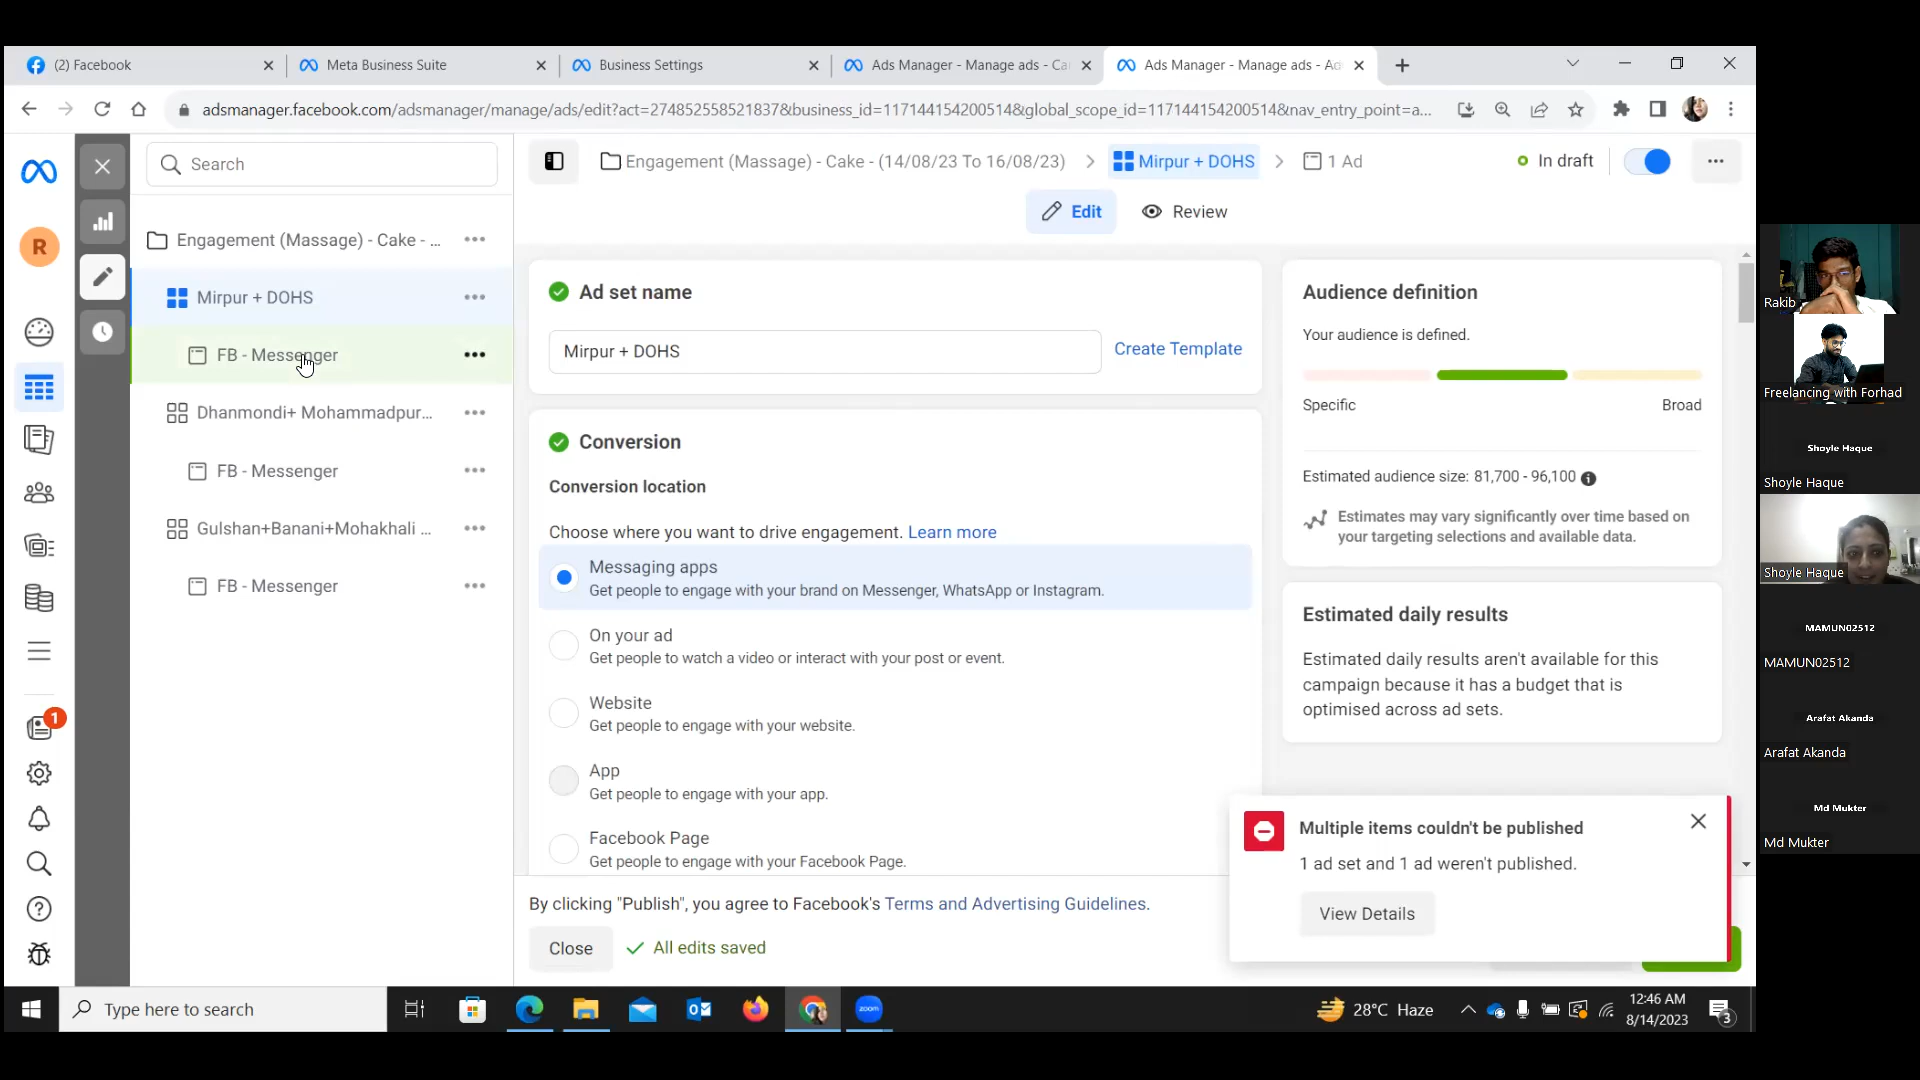 (2) Facebook
Meta Business Suite
Business Settings
Ads Manager - Manage ads - Ca
Ads Manager - Manage ads - Ad
adsmanager.facebook.com/adsmanager/manage/ads/edit?act=274852558521837&business_id=117144154200514&global_scope_id=117144154200514&nav_entry_point=a...
Search
Engagement (Massage) - Cake - (14/08/23 To 16/08/23)
Mirpur + DOHS
1 Ad
In draft
Edit
Review
R
Engagement (Massage) - Cake - ...
Mirpur + DOHS
FB - Messenger
Dhanmondi+ Mohammadpur...
FB - Messenger
Gulshan+Banani+Mohakhali ...
FB - Messenger
1
Ad set name
Mirpur + DOHS
Create Template
Conversion
Conversion location
Choose where you want to drive engagement. Learn more
Messaging apps
Get people to engage with your brand on Messenger, WhatsApp or Instagram.
On your ad
Get people to watch a video or interact with your post or event.
Website
Get people to engage with your website.
App
Get people to engage with your app.
Facebook Page
Get people to engage with your Facebook Page.
Audience definition
Your audience is defined.
Specific
Broad
Estimated audience size: 81,700 - 96,100
Estimates may vary significantly over time based on
your targeting selections and available data.
Estimated daily results
Estimated daily results aren't available for this
campaign because it has a budget that is
optimised across ad sets.
Multiple items couldn't be published
1 ad set and 1 ad weren't published.
View Details
By clicking "Publish", you agree to Facebook's Terms and Advertising Guidelines.
Close
All edits saved
Type here to search
zoom
28°C Haze
12:46 AM
8/14/2023
3
Rakib
Freelancing with Forhad
Shoyle Haque
Shoyle Haque
Shoyle Haque
MAMUN02512
MAMUN02512
Arafat Akanda
Arafat Akanda
Md Mukter
Md Mukter